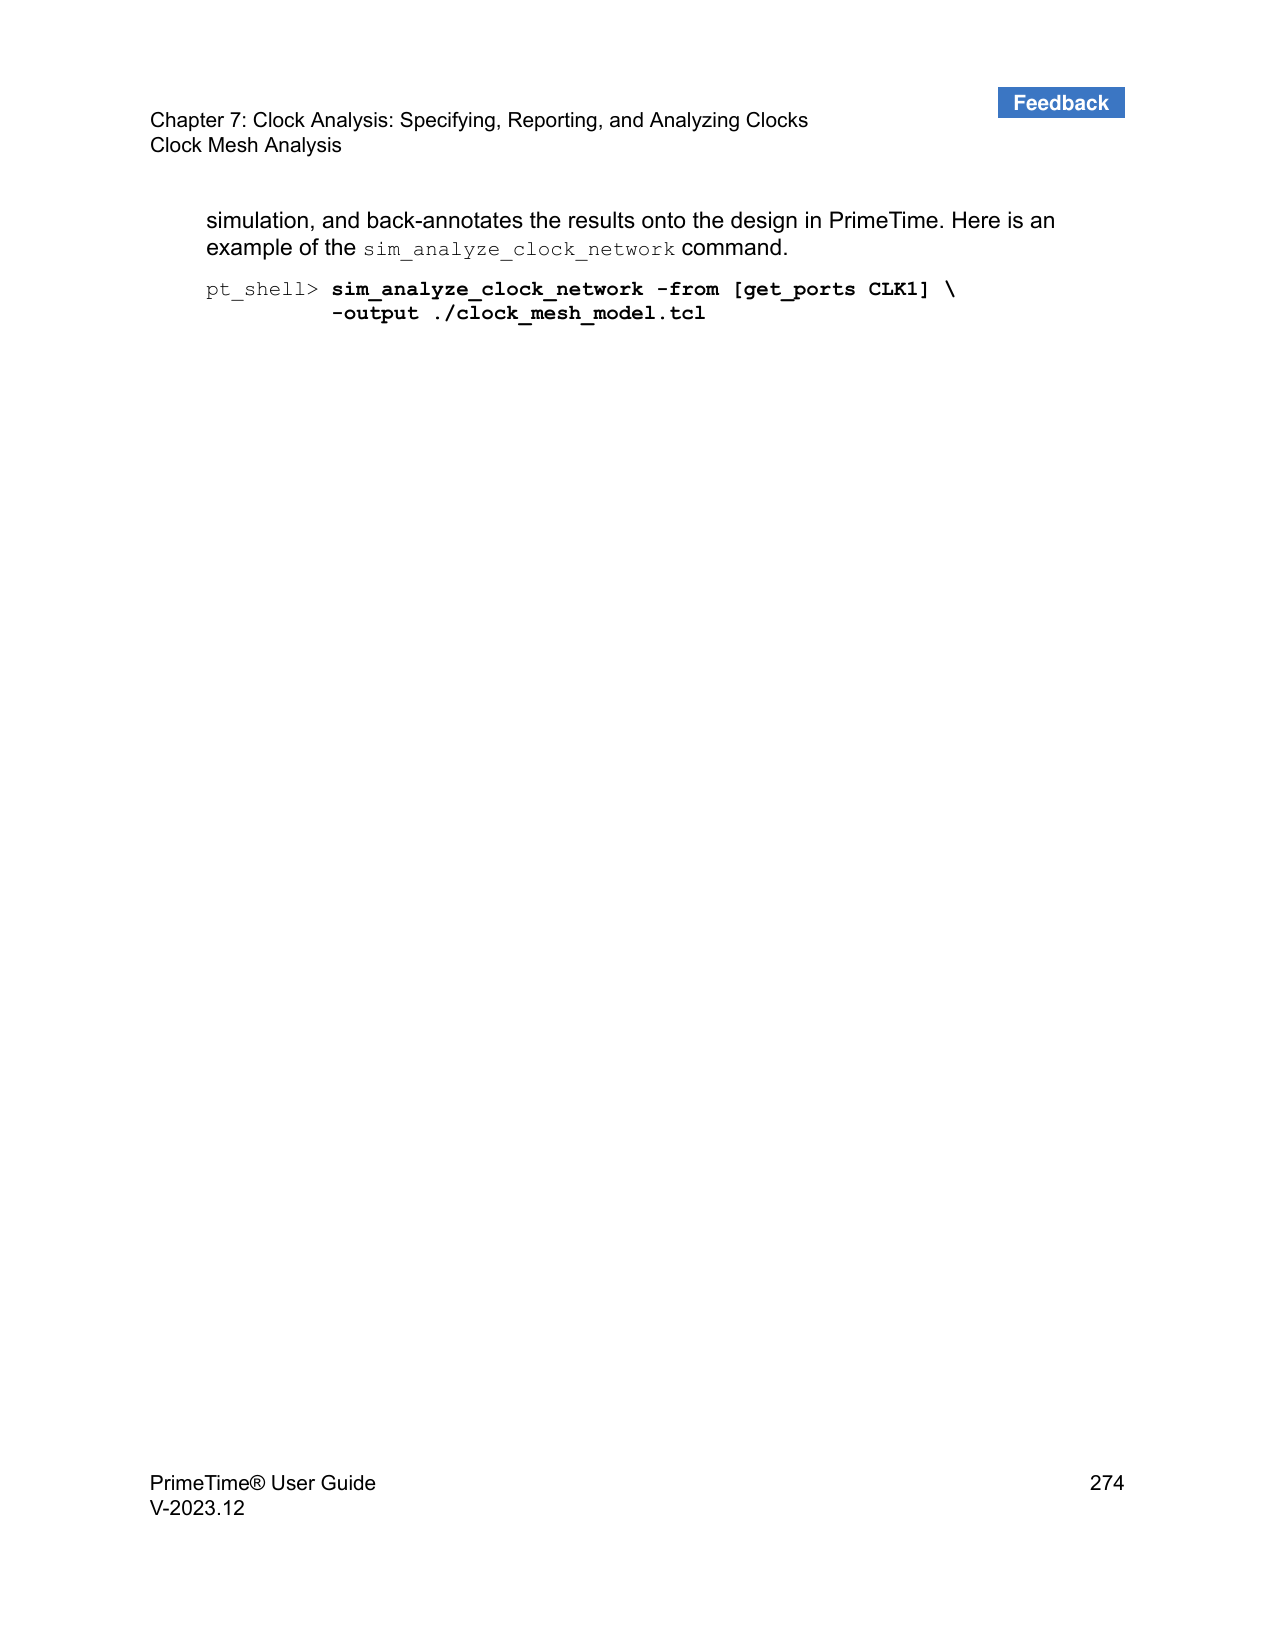 Feedback
Chapter 7: Clock Analysis: Specifying, Reporting, and Analyzing Clocks
Clock Mesh Analysis
simulation, and back-annotates the results onto the design in PrimeTime. Here is an
example of the sim_analyze_clock_network command.
pt_shell> sim_analyze_clock_network -from [get_ports CLK1] \
-output ./clock_mesh_model.tcl
PrimeTime® User Guide 274
V-2023.12